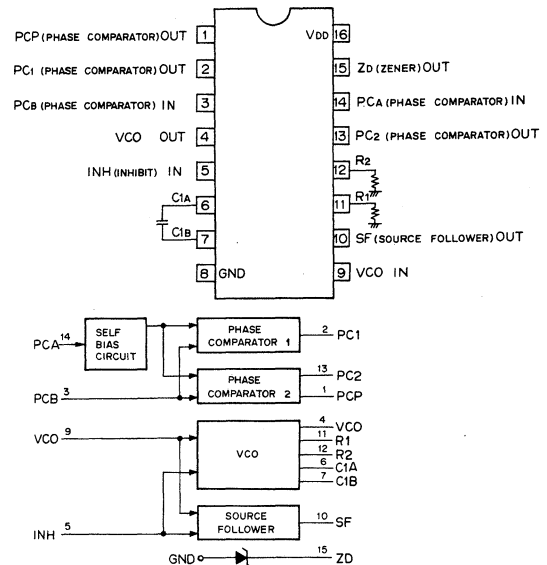 PCP (PHASE COMPARATOR) OUT 1
PC1 (PHASE COMPARATOR) OUT 2
PCB (PHASE COMPARATOR) IN 3
VCO OUT 4
INH (INHIBIT) IN 5
C1A 6
C1B 7
8 GND
VDD 16
15 ZD (ZENER) OUT
14 PCA (PHASE COMPARATOR) IN
13 PC2 (PHASE COMPARATOR) OUT
12 R2
11 R1
10 SF (SOURCE FOLLOWER) OUT
9 VCO IN
PCA 14
SELF
BIAS
CIRCUIT
PHASE
COMPARATOR 1
2 PC1
PCB 3
PHASE
COMPARATOR 2
13 PC2
1 PCP
VCO 9
VCO
4 VCO
11 R1
12 R2
6 C1A
7 C1B
INH 5
SOURCE
FOLLOWER
10 SF
GND
15 ZD